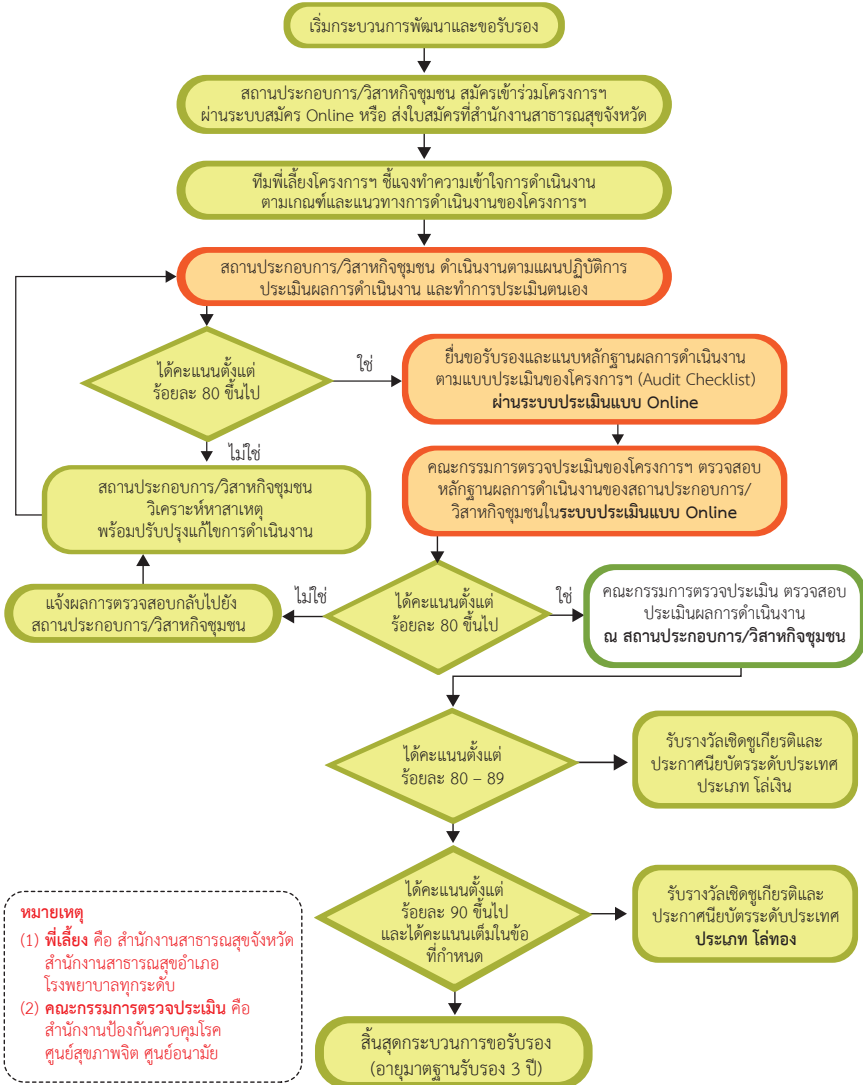 เริ่มกระบวนการพัฒนาและขอรับรอง
สถานประกอบการ/วิสาหกิจชุมชน สมัครเข้าร่วมโครงการฯ
ผ่านระบบสมัคร Online หรือ ส่งใบสมัครที่สำนักงานสาธารณสุขจังหวัด
ทีมพี่เลี้ยงโครงการฯ ชี้แจงทำความเข้าใจการดำเนินงาน
ตามเกณฑ์และแนวทางการดำเนินงานของโครงการฯ
สถานประกอบการ/วิสาหกิจชุมชน ดำเนินงานตามแผนปฏิบัติการ
ประเมินผลการดำเนินงาน และทำการประเมินตนเอง
ได้คะแนนตั้งแต่
ร้อยละ 80 ขึ้นไป
ใช่
ยื่นขอรับรองและแนบหลักฐานผลการดำเนินงาน
ตามแบบประเมินของโครงการฯ (Audit Checklist)
ผ่านระบบประเมินแบบ Online
ไม่ใช่
สถานประกอบการ/วิสาหกิจชุมชน
วิเคราะห์หาสาเหตุ
พร้อมปรับปรุงแก้ไขการดำเนินงาน
คณะกรรมการตรวจประเมินของโครงการฯ ตรวจสอบ
หลักฐานผลการดำเนินงานของสถานประกอบการ/
วิสาหกิจชุมชนในระบบประเมินแบบ Online
แจ้งผลการตรวจสอบกลับไปยัง
สถานประกอบการ/วิสาหกิจชุมชน
ไม่ใช่
ได้คะแนนตั้งแต่
ร้อยละ 80 ขึ้นไป
ใช่
คณะกรรมการตรวจประเมิน ตรวจสอบ
ประเมินผลการดำเนินงาน
ณ สถานประกอบการ/วิสาหกิจชุมชน
ได้คะแนนตั้งแต่
ร้อยละ 80 – 89
รับรางวัลเชิดชูเกียรติและ
ประกาศนียบัตรระดับประเทศ
ประเภท โล่เงิน
ได้คะแนนตั้งแต่
ร้อยละ 90 ขึ้นไป
และได้คะแนนเต็มในข้อ
ที่กำหนด
รับรางวัลเชิดชูเกียรติและ
ประกาศนียบัตรระดับประเทศ
ประเภท โล่ทอง
หมายเหตุ
(1) พี่เลี้ยง คือ สำนักงานสาธารณสุขจังหวัด
สำนักงานสาธารณสุขอำเภอ
โรงพยาบาลทุกระดับ
(2) คณะกรรมการตรวจประเมิน คือ
สำนักงานป้องกันควบคุมโรค
ศูนย์สุขภาพจิต ศูนย์อนามัย
สิ้นสุดกระบวนการขอรับรอง
(อายุมาตฐานรับรอง 3 ปี)